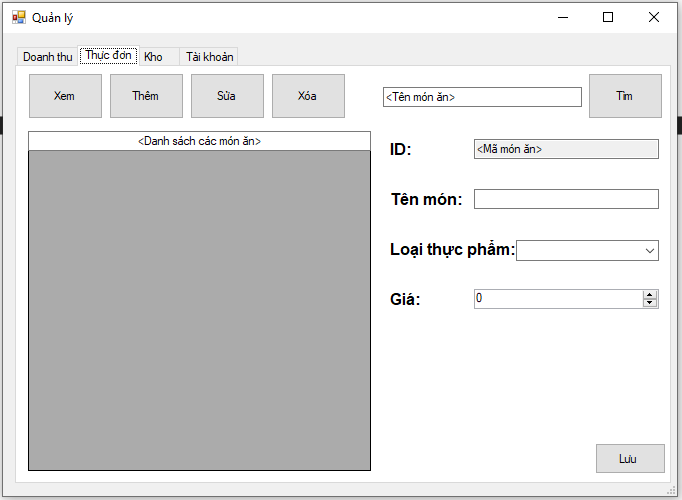 Quản lý
Doanh thu Thực đơn Kho Tài khoản
Xem Thêm Sửa Xóa <Tên món ăn> Tìm
<Danh sách các món ăn>
ID: <Mã món ăn>
Tên món:
Loại thực phẩm:
Giá: 0
Lưu